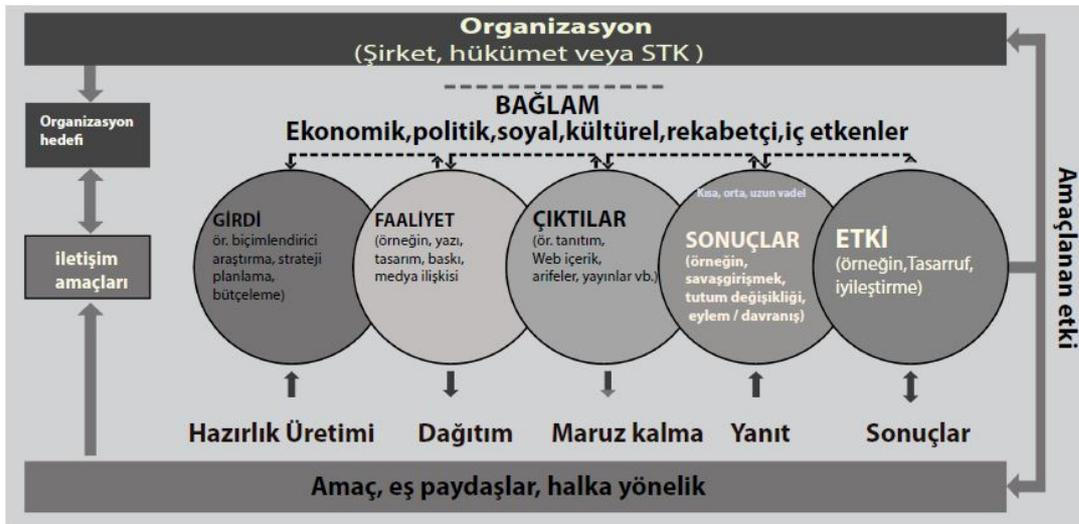 Organizasyon
(Şirket, hükümet veya STK )
Organizasyon
hedefi
iletişim
amaçları
BAĞLAM
Ekonomik,politik,soyal,kültürel,rekabetçi,iç etkenler
GİRDİ
ör. biçimlendirici
araştırma, strateji
planlama,
bütçeleme)
FAALİYET
(örneğin, yazı,
tasarım, baskı,
medya ilişkisi
ÇIKTILAR
(ör. tanıtım,
Web içerik,
arifeler, yayınlar vb.)
Kısa, orta, uzun vadel
SONUÇLAR
(örneğin,
savaşgirişmek,
tutum değişikliği,
eylem / davranış)
ETKİ
(örneğin,Tasarruf,
iyileştirme)
Amaçlanan etki
Hazırlık Üretimi
Dağıtım
Maruz kalma
Yanıt
Sonuçlar
Amaç, eş paydaşlar, halka yönelik